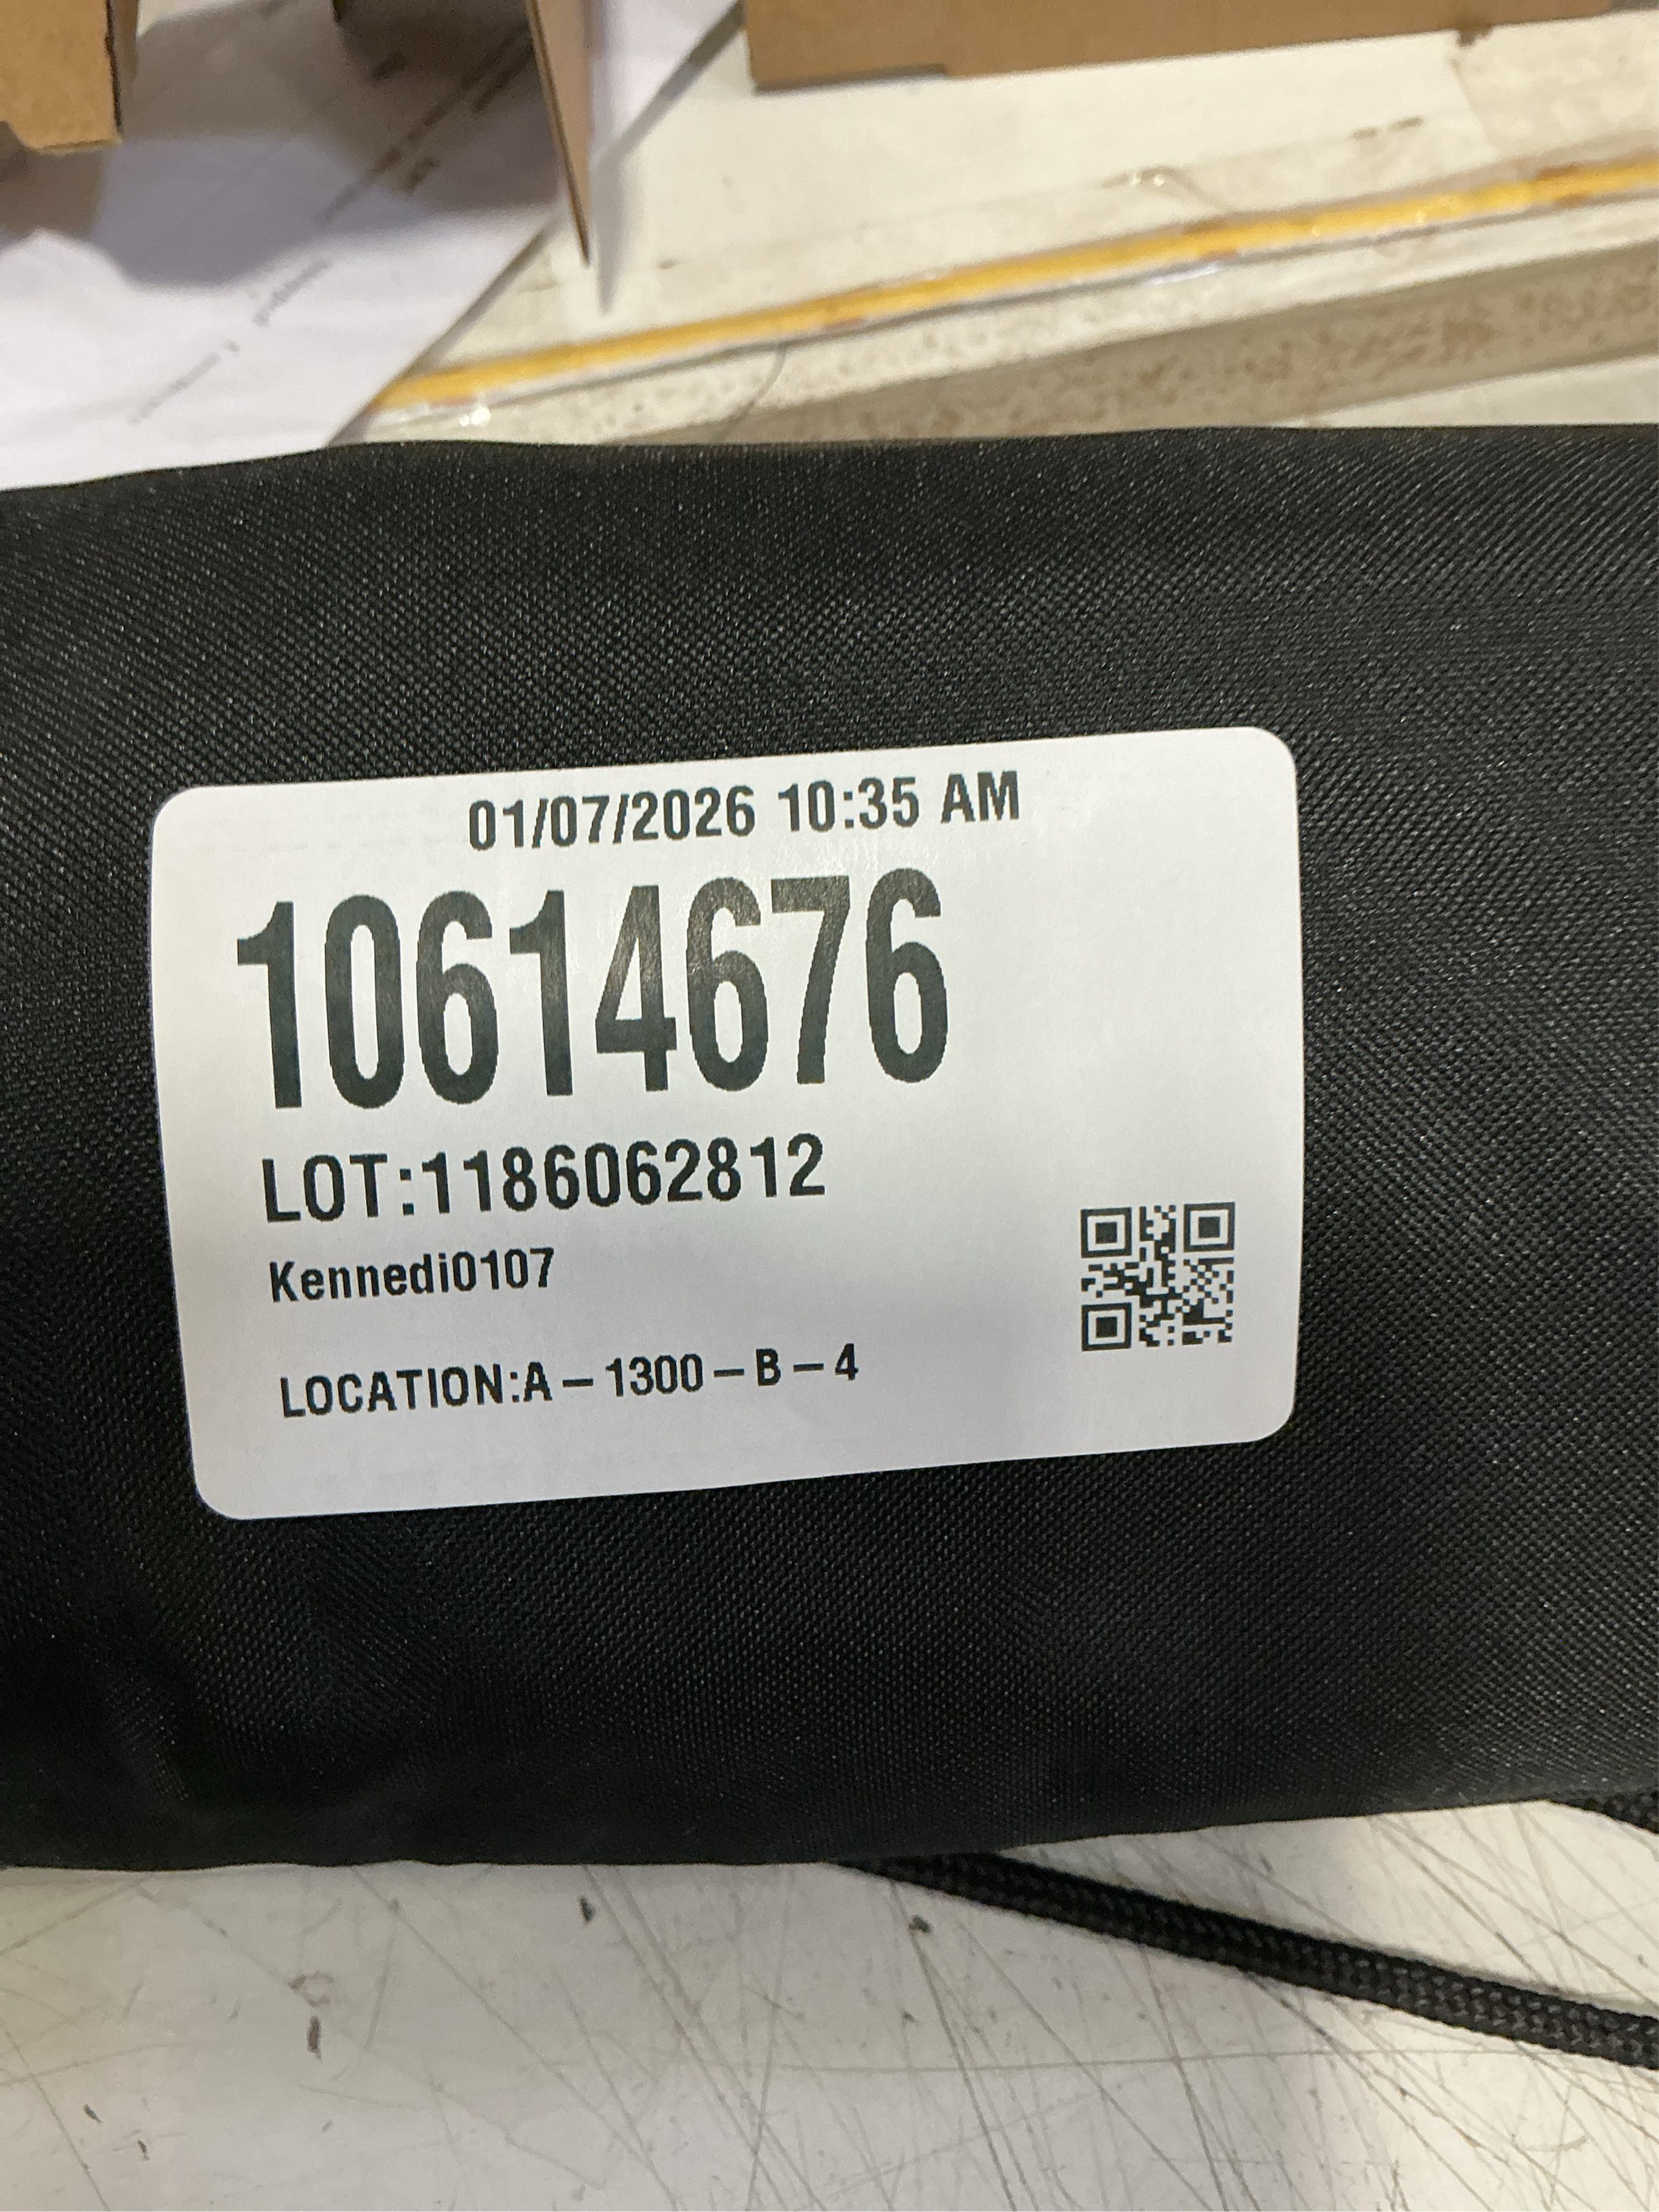 01/07/2026 10:35 AM
10614676
LOT:1186062812
Kennedi0107
LOCATION:A – 1300 – B – 4